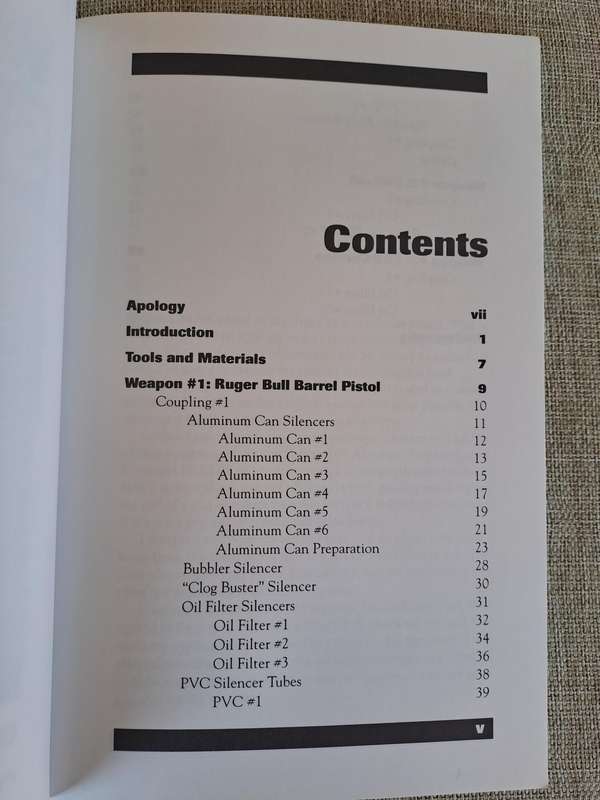 Contents
Apology vii
Introduction 1
Tools and Materials 7
Weapon #1: Ruger Bull Barrel Pistol 9
Coupling #1 10
Aluminum Can Silencers 11
Aluminum Can #1 12
Aluminum Can #2 13
Aluminum Can #3 15
Aluminum Can #4 17
Aluminum Can #5 19
Aluminum Can #6 21
Aluminum Can Preparation 23
Bubbler Silencer 28
“Clog Buster” Silencer 30
Oil Filter Silencers 31
Oil Filter #1 32
Oil Filter #2 34
Oil Filter #3 36
PVC Silencer Tubes 38
PVC #1 39
v